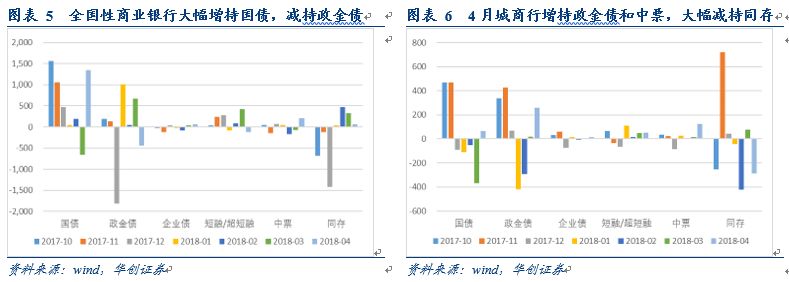 图表 5 全国性商业银行大幅增持国债，减持政金债
2,000
1,500
1,000
500
0
-500
-1,000
-1,500
-2,000
国债 政金债 企业债 短融/超短融 中票 同存
2017-10 2017-11 2017-12 2018-01 2018-02 2018-03 2018-04
资料来源：wind，华创证券
图表 6 4月城商行增持政金债和中票，大幅减持同存
800
600
400
200
0
-200
-400
-600
国债 政金债 企业债 短融/超短融 中票 同存
2017-10 2017-11 2017-12 2018-01 2018-02 2018-03 2018-04
资料来源：wind，华创证券